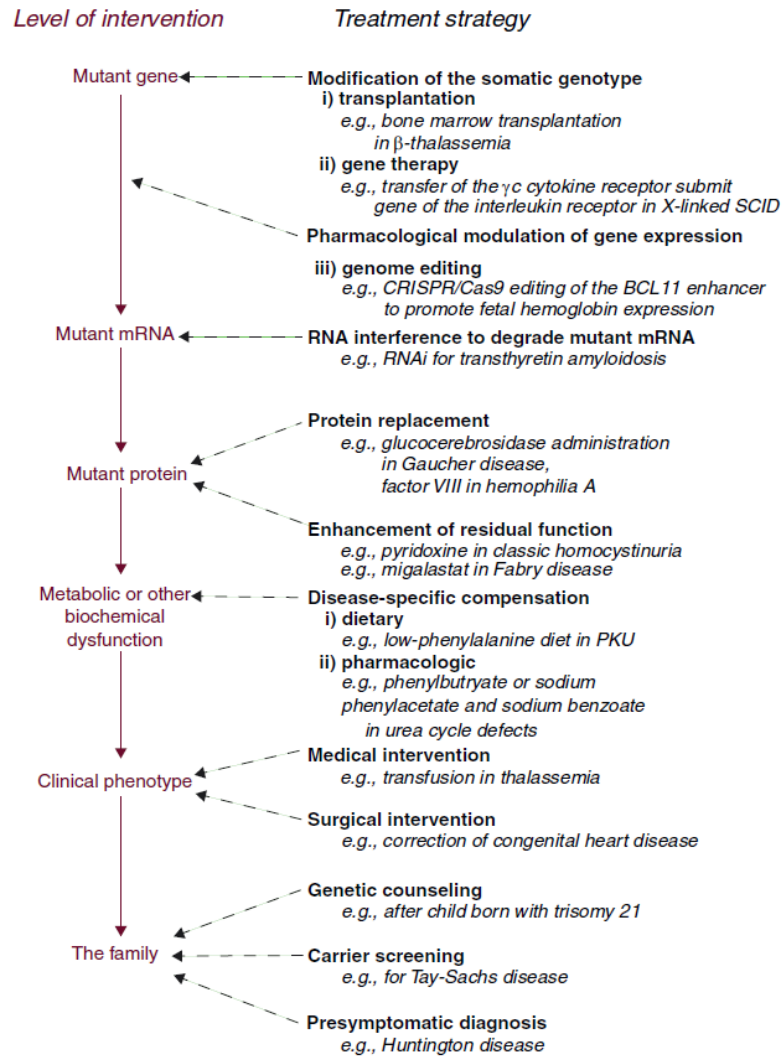 Level of intervention    Treatment strategy
Mutant gene
Modification of the somatic genotype
i) transplantation
e.g., bone marrow transplantation
in β-thalassemia
ii) gene therapy
e.g., transfer of the γc cytokine receptor submit
gene of the interleukin receptor in X-linked SCID
Pharmacological modulation of gene expression
iii) genome editing
e.g., CRISPR/Cas9 editing of the BCL11 enhancer
to promote fetal hemoglobin expression
Mutant mRNA
RNA interference to degrade mutant mRNA
e.g., RNAi for transthyretin amyloidosis
Protein replacement
e.g., glucocerebrosidase administration
in Gaucher disease,
factor VIII in hemophilia A
Mutant protein
Enhancement of residual function
e.g., pyridoxine in classic homocystinuria
e.g., migalastat in Fabry disease
Metabolic or other
biochemical
dysfunction
Disease-specific compensation
i) dietary
e.g., low-phenylalanine diet in PKU
ii) pharmacologic
e.g., phenylbutryate or sodium
phenylacetate and sodium benzoate
in urea cycle defects
Medical intervention
e.g., transfusion in thalassemia
Clinical phenotype
Surgical intervention
e.g., correction of congenital heart disease
Genetic counseling
e.g., after child born with trisomy 21
The family
Carrier screening
e.g., for Tay-Sachs disease
Presymptomatic diagnosis
e.g., Huntington disease